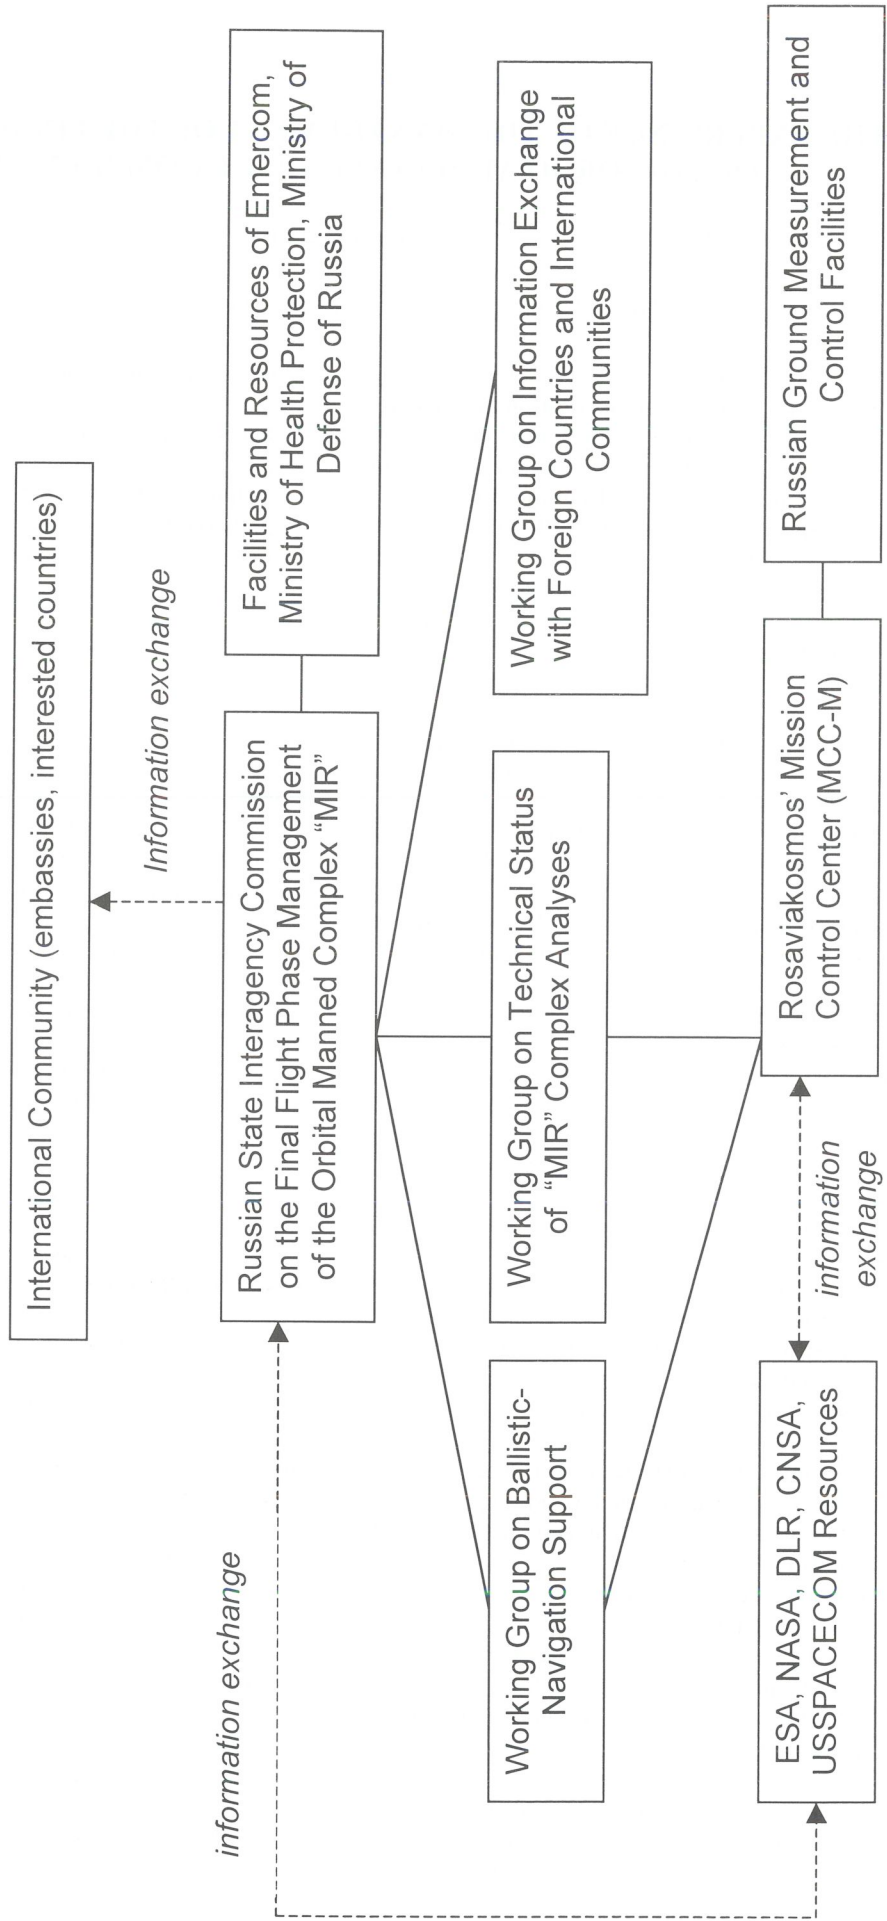 International Community (embassies, interested countries)
Information exchange
information exchange
Russian State Interagency Commission
on the Final Flight Phase Management
of the Orbital Manned Complex “MIR”
Facilities and Resources of Emercom,
Ministry of Health Protection, Ministry of
Defense of Russia
Working Group on Ballistic-
Navigation Support
Working Group on Technical Status
of “MIR” Complex Analyses
Working Group on Information Exchange
with Foreign Countries and International
Communities
ESA, NASA, DLR, CNSA,
USSPACECOM Resources
information
exchange
Rosaviakosmos’ Mission
Control Center (MCC-M)
Russian Ground Measurement and
Control Facilities